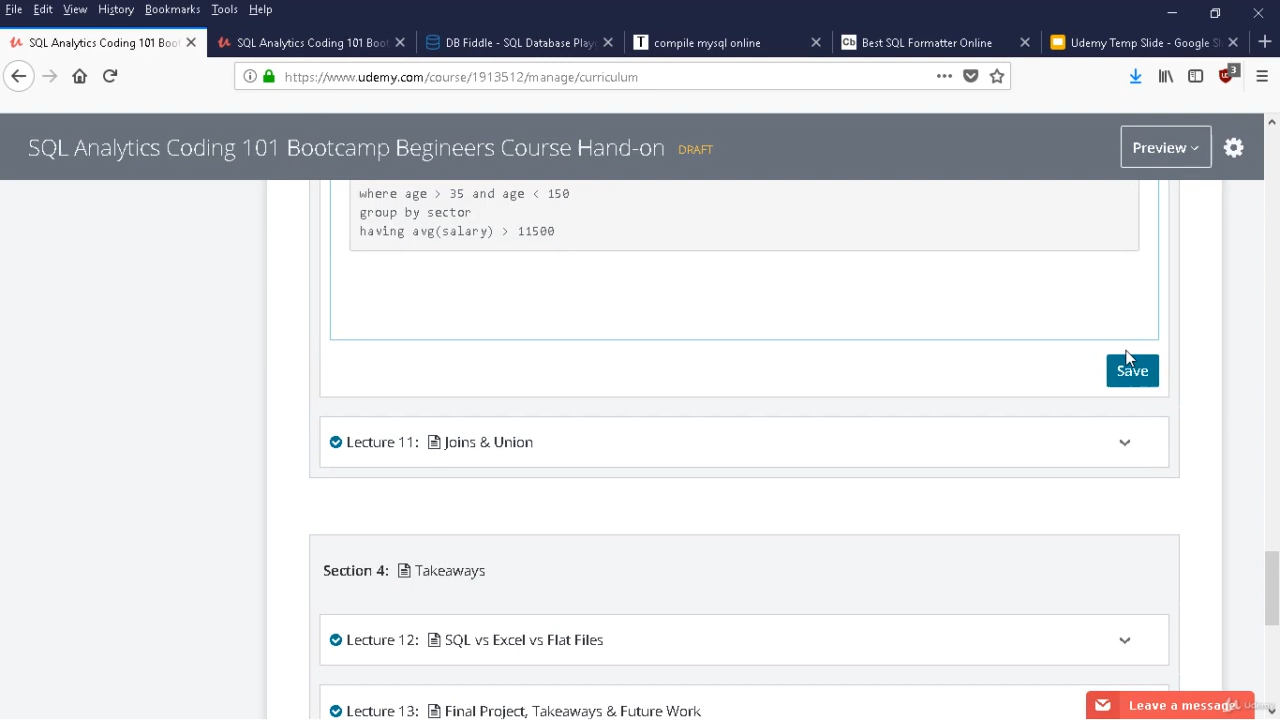 File Edit View History Bookmarks Tools Help
SQL Analytics Coding 101 Boo
SQL Analytics Coding 101 Boo
DB Fiddle - SQL Database Play
compile mysql online
Best SQL Formatter Online
Udemy Temp Slide - Google S
https://www.udemy.com/course/1913512/manage/curriculum
3
SQL Analytics Coding 101 Bootcamp Begineers Course Hand-on DRAFT
Preview
where age > 35 and age < 150
group by sector
having avg(salary) > 11500
Save
Lecture 11: Joins & Union
Section 4: Takeaways
Lecture 12: SQL vs Excel vs Flat Files
Lecture 13: Final Project, Takeaways & Future Work
Leave a message